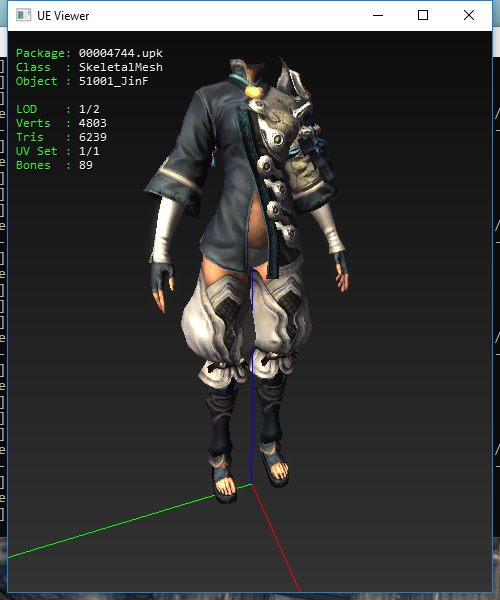 UE Viewer
Package: 00004744.upk
Class : SkeletalMesh
Object : 51001_JinF
LOD : 1/2
Verts : 4803
Tris : 6239
UV Set : 1/1
Bones : 89